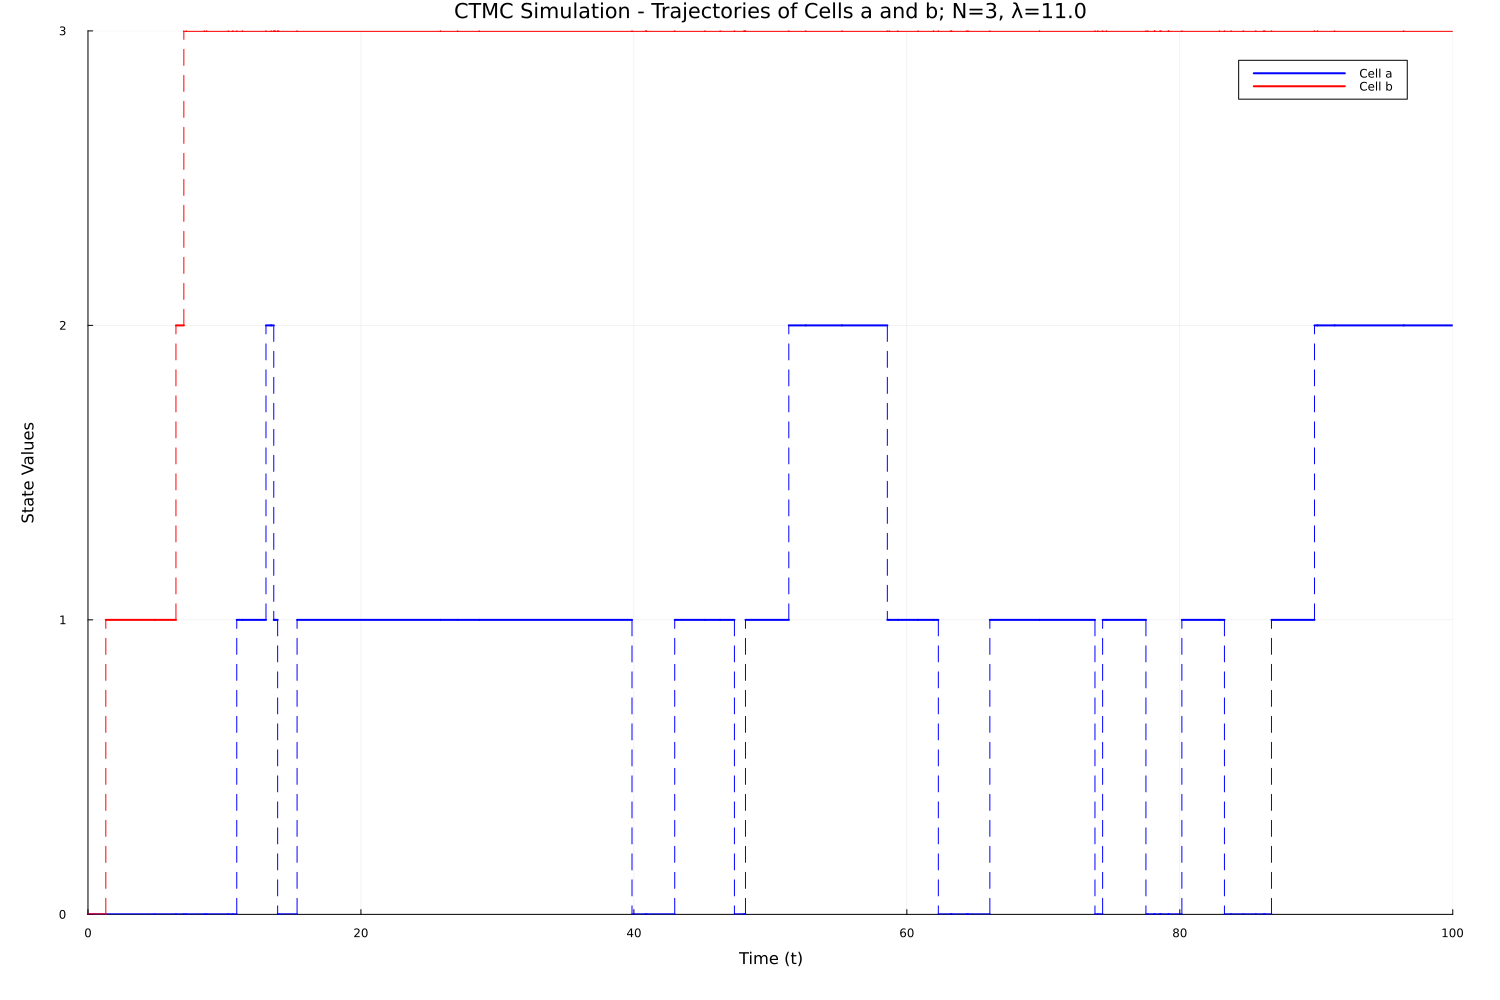 CTMC Simulation - Trajectories of Cells a and b; N=3, λ=11.0
3
Cell a
Cell b
2
State Values
1
0
0 20 40 60 80 100
Time (t)